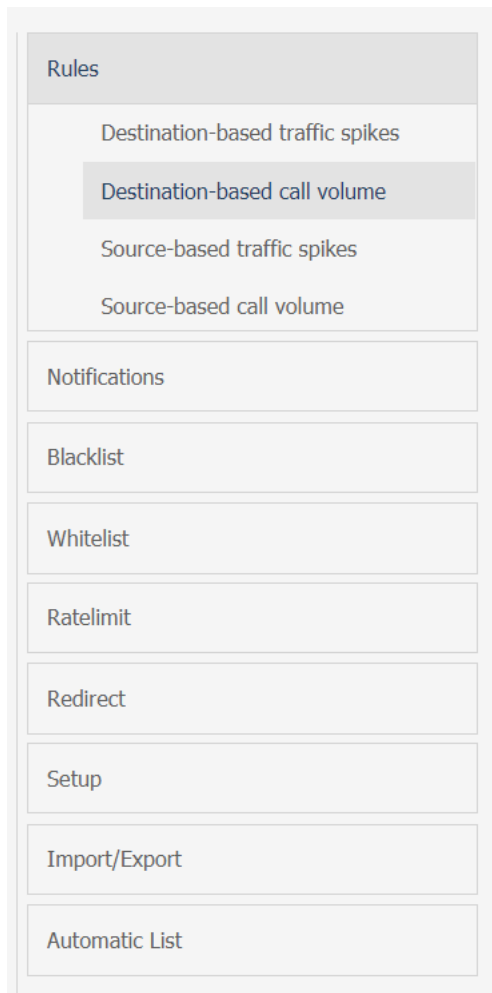 Rules
Destination-based traffic spikes
Destination-based call volume
Source-based traffic spikes
Source-based call volume
Notifications
Blacklist
Whitelist
Ratelimit
Redirect
Setup
Import/Export
Automatic List